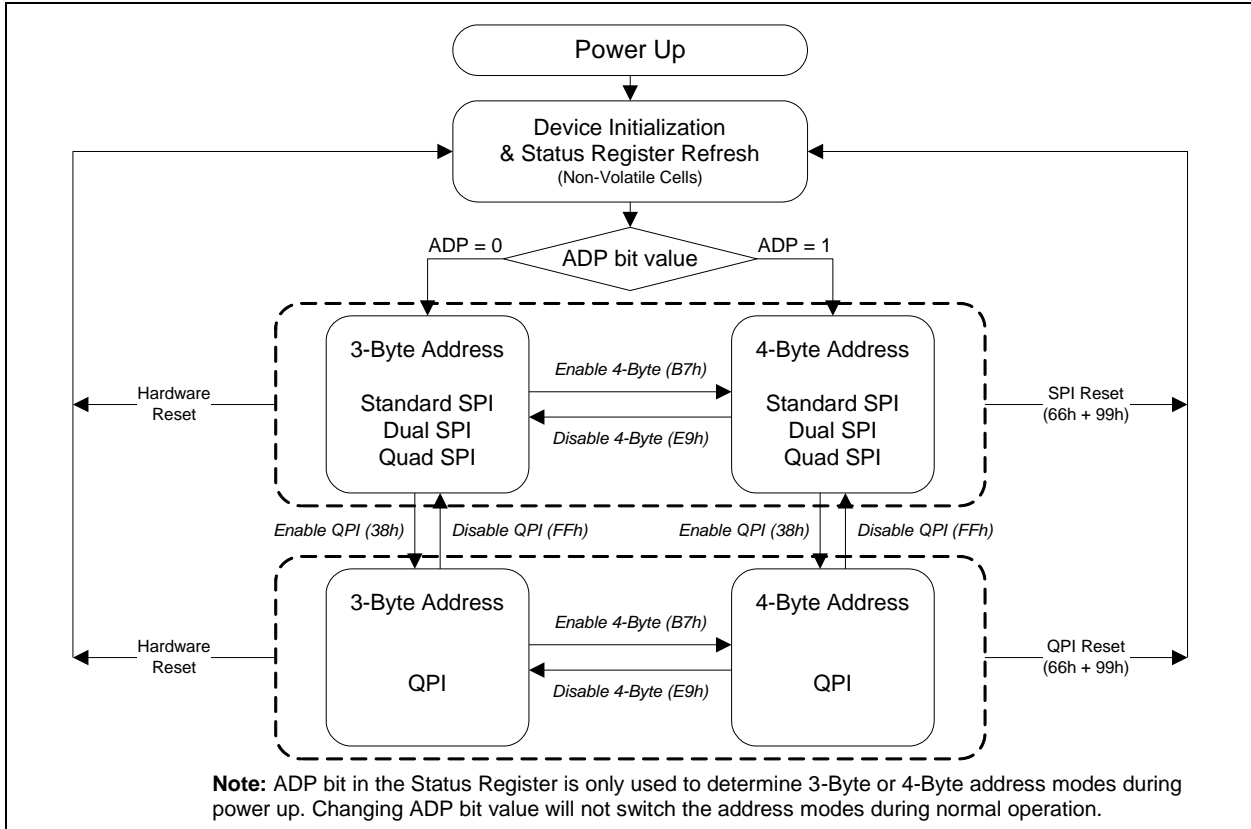 Power Up
Device Initialization
& Status Register Refresh
(Non-Volatile Cells)
ADP = 0
ADP bit value
ADP = 1
3-Byte Address
Standard SPI
Dual SPI
Quad SPI
Enable 4-Byte (B7h)
Disable 4-Byte (E9h)
4-Byte Address
Standard SPI
Dual SPI
Quad SPI
Hardware
Reset
SPI Reset
(66h + 99h)
Enable QPI (38h)
Disable QPI (FFh)
Enable QPI (38h)
Disable QPI (FFh)
3-Byte Address
QPI
Enable 4-Byte (B7h)
Disable 4-Byte (E9h)
4-Byte Address
QPI
Hardware
Reset
QPI Reset
(66h + 99h)
Note: ADP bit in the Status Register is only used to determine 3-Byte or 4-Byte address modes during
power up. Changing ADP bit value will not switch the address modes during normal operation.